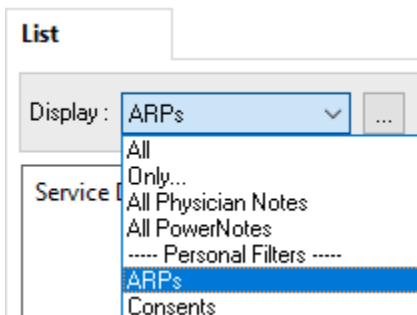 List
Display : ARPs ...
All
Only...
Service
All Physician Notes
All PowerNotes
----- Personal Filters -----
ARPs
Consents